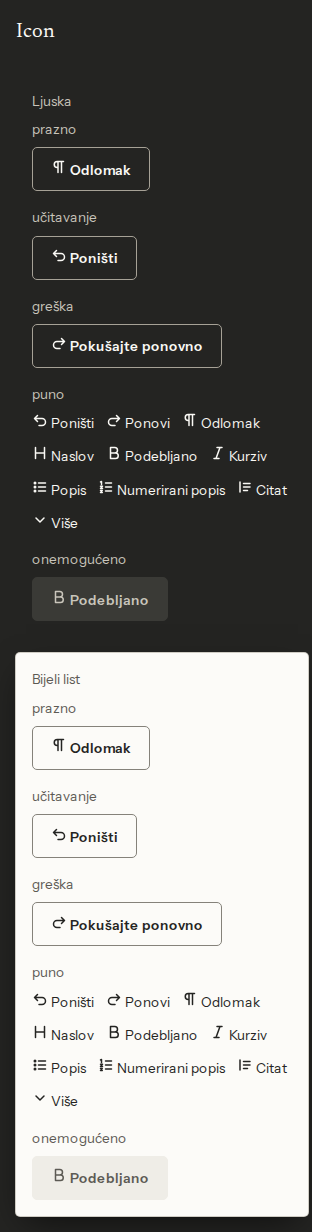 Icon
Ljuska
prazno
Odlomak
učitavanje
Poništi
greška
Pokušajte ponovno
puno
Poništi Ponovi Odlomak
Naslov Podebljano Kurziv
Popis Numerirani popis Citat
Više
onemogućeno
Podebljano
Bijeli list
prazno
Odlomak
učitavanje
Poništi
greška
Pokušajte ponovno
puno
Poništi Ponovi Odlomak
Naslov Podebljano Kurziv
Popis Numerirani popis Citat
Više
onemogućeno
Podebljano